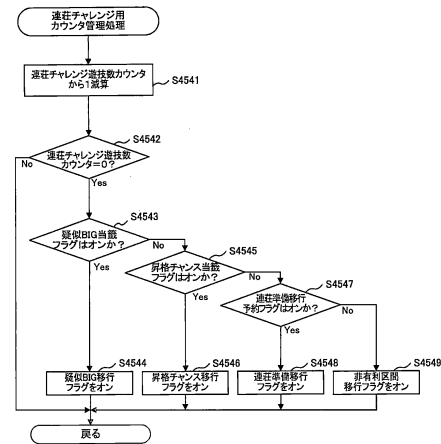 連荘チャレンジ用
カウンタ管理処理
連荘チャレンジ遊技数カウンタ
から1減算
S4541
S4542
連荘チャレンジ遊技数
カウンター=0?
No
Yes
S4543
疑似BIG当籤
フラグはオンか?
No
Yes
S4545
昇格チャンス当籤
フラグはオンか?
No
Yes
S4547
連荘準備移行
予約フラグはオンか?
No
Yes
S4544
疑似BIG移行
フラグをオン
S4546
昇格チャンス移行
フラグをオン
S4548
連荘準備移行
フラグをオン
S4549
非有利区間
移行フラグをオン
戻る